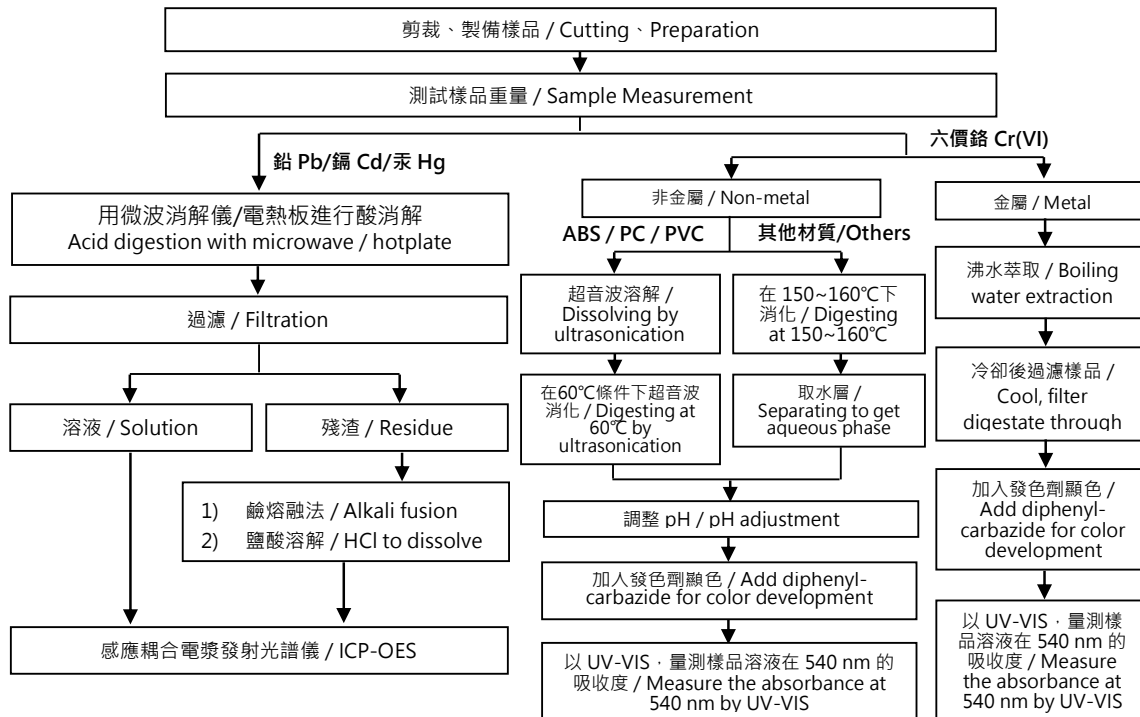 剪裁、製備樣品 / Cutting、Preparation
測試樣品重量 / Sample Measurement
鉛 Pb/鎘 Cd/汞 Hg
六價鉻 Cr(VI)
用微波消解儀/電熱板進行酸消解
Acid digestion with microwave / hotplate
過濾 / Filtration
溶液 / Solution
殘渣 / Residue
1) 鹼熔融法 / Alkali fusion
2) 鹽酸溶解 / HCl to dissolve
感應耦合電漿發射光譜儀 / ICP-OES
非金屬 / Non-metal
ABS / PC / PVC
其他材質/Others
超音波溶解 /
Dissolving by
ultrasonication
在 150~160℃下
消化 / Digesting
at 150~160℃
在60℃條件下超音波
消化 / Digesting at
60℃ by
ultrasonication
取水層 /
Separating to get
aqueous phase
調整 pH / pH adjustment
加入發色劑顯色 / Add diphenyl-
carbazide for color development
以 UV-VIS，量測樣品溶液在 540 nm 的
吸收度 / Measure the absorbance at
540 nm by UV-VIS
金屬 / Metal
沸水萃取 / Boiling
water extraction
冷卻後過濾樣品 /
Cool, filter
digestate through
加入發色劑顯色 /
Add diphenyl-
carbazide for color
development
以 UV-VIS，量測樣
品溶液在 540 nm 的
吸收度 / Measure
the absorbance at
540 nm by UV-VIS